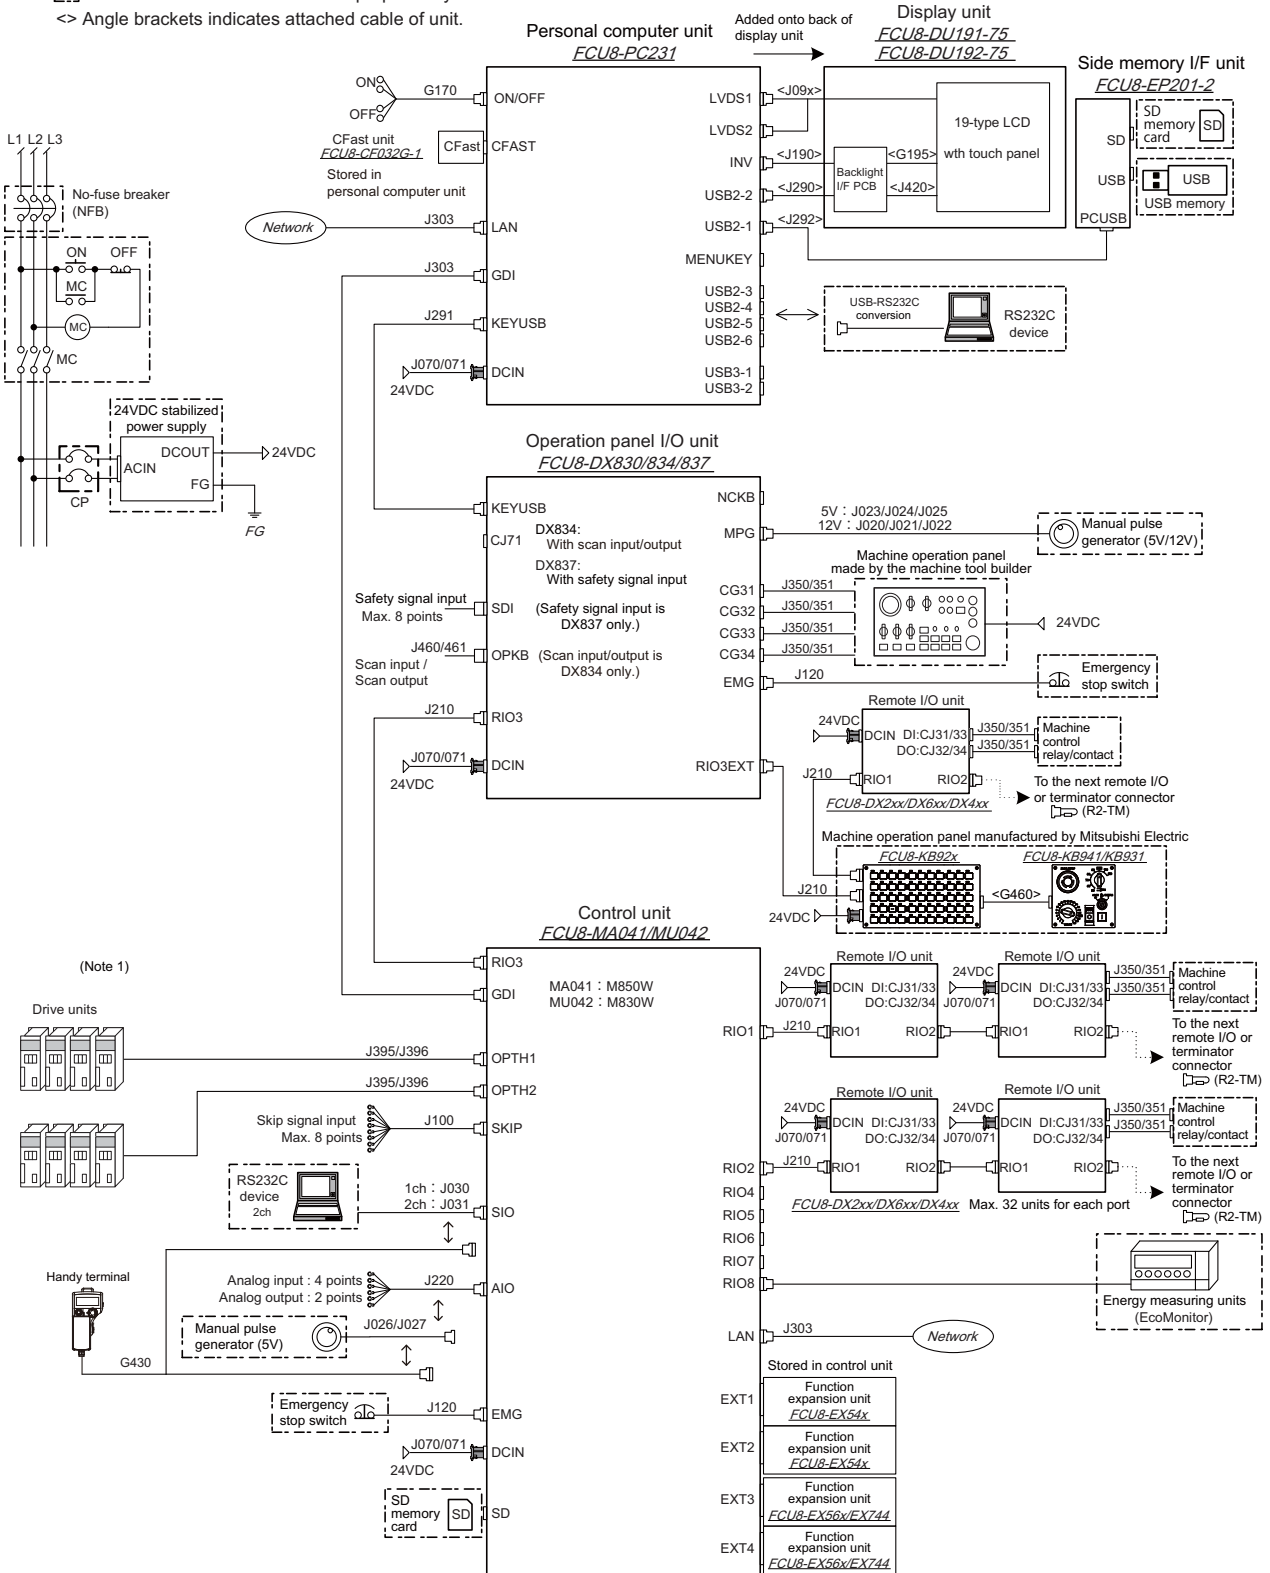 <> Angle brackets indicates attached cable of unit.
Personal computer unit
FCU8-PC231
Added onto back of
display unit
Display unit
FCU8-DU191-75
FCU8-DU192-75
Side memory I/F unit
FCU8-EP201-2
ON
OFF
G170
ON/OFF
CFast unit
FCU8-CF032G-1
CFast
CFAST
Stored in
personal computer unit
Network
J303
LAN
J303
GDI
J291
KEYUSB
J070/071
DCIN
24VDC
LVDS1
<J09x>
LVDS2
INV
<J190>
USB2-2
<J290>
USB2-1
<J292>
MENUKEY
USB2-3
USB2-4
USB2-5
USB2-6
USB3-1
USB3-2
Backlight
I/F PCB
<G195>
<J420>
19-type LCD
wth touch panel
SD
USB
PCUSB
SD
memory
card
SD
USB
USB memory
USB-RS232C
conversion
RS232C
device
L1 L2 L3
No-fuse breaker
(NFB)
ON
OFF
MC
MC
MC
24VDC stabilized
power supply
DCOUT
24VDC
ACIN
FG
CP
FG
Operation panel I/O unit
FCU8-DX830/834/837
KEYUSB
CJ71
DX834:
With scan input/output
DX837:
With safety signal input
Safety signal input
Max. 8 points
SDI
(Safety signal input is
DX837 only.)
J460/461
OPKB
(Scan input/output is
DX834 only.)
Scan input /
Scan output
J210
RIO3
J070/071
DCIN
24VDC
NCKB
MPG
5V : J023/J024/J025
12V : J020/J021/J022
Manual pulse
generator (5V/12V)
Machine operation panel
made by the machine tool builder
CG31
J350/351
CG32
J350/351
CG33
J350/351
CG34
J350/351
24VDC
EMG
J120
Emergency
stop switch
RIO3EXT
Remote I/O unit
24VDC
DCIN
DI:CJ31/33
DO:CJ32/34
J350/351
J350/351
Machine
control
relay/contact
J210
RIO1
RIO2
To the next remote I/O
or terminator connector
(R2-TM)
FCU8-DX2xx/DX6xx/DX4xx
Machine operation panel manufactured by Mitsubishi Electric
FCU8-KB92x
FCU8-KB941/KB931
J210
<G460>
24VDC
Control unit
FCU8-MA041/MU042
RIO3
GDI
MA041 : M850W
MU042 : M830W
(Note 1)
Drive units
J395/J396
OPTH1
J395/J396
OPTH2
Skip signal input
Max. 8 points
J100
SKIP
RS232C
device
2ch
1ch : J030
2ch : J031
SIO
Handy terminal
Analog input : 4 points
Analog output : 2 points
J220
AIO
Manual pulse
generator (5V)
J026/J027
G430
Emergency
stop switch
J120
EMG
J070/071
DCIN
24VDC
SD
memory
card
SD
SD
Remote I/O unit
Remote I/O unit
24VDC
DCIN
DI:CJ31/33
DO:CJ32/34
J070/071
24VDC
DCIN
DI:CJ31/33
DO:CJ32/34
J070/071
J350/351
J350/351
Machine
control
relay/contact
RIO1
J210
RIO1
RIO2
RIO1
RIO2
To the next
remote I/O or
terminator
connector
(R2-TM)
Remote I/O unit
Remote I/O unit
24VDC
DCIN
DI:CJ31/33
DO:CJ32/34
J070/071
24VDC
DCIN
DI:CJ31/33
DO:CJ32/34
J070/071
J350/351
J350/351
Machine
control
relay/contact
RIO2
J210
RIO1
RIO2
RIO1
RIO2
To the next
remote I/O or
terminator
connector
(R2-TM)
FCU8-DX2xx/DX6xx/DX4xx
Max. 32 units for each port
RIO4
RIO5
RIO6
RIO7
RIO8
Energy measuring units
(EcoMonitor)
LAN
J303
Network
Stored in control unit
EXT1
Function
expansion unit
FCU8-EX54x
EXT2
Function
expansion unit
FCU8-EX54x
EXT3
Function
expansion unit
FCU8-EX56x/EX744
EXT4
Function
expansion unit
FCU8-EX56x/EX744